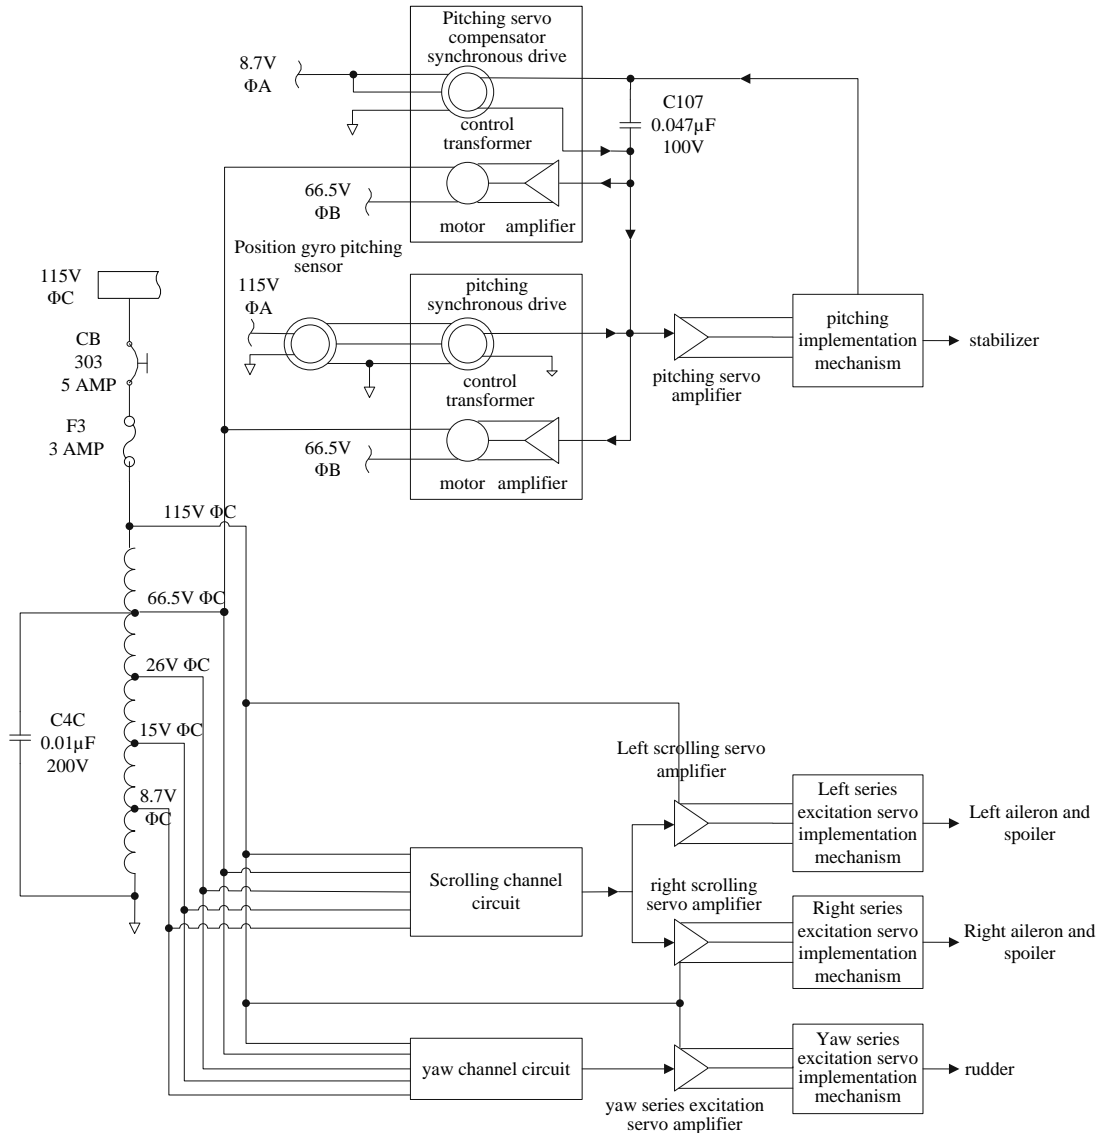 Pitching servo
compensator
synchronous drive
8.7V
ΦA
control
transformer
C107
0.047μF
100V
66.5V
ΦB
motor amplifier
Position gyro pitching
sensor
115V
ΦC
115V
ΦA
pitching
synchronous drive
control
transformer
pitching servo
amplifier
pitching
implementation
mechanism
stabilizer
CB
303
5 AMP
F3
3 AMP
66.5V
ΦB
motor amplifier
115V ΦC
66.5V ΦC
26V ΦC
C4C
0.01μF
200V
15V ΦC
8.7V
ΦC
Left scrolling servo
amplifier
Left series
excitation servo
implementation
mechanism
Left aileron and
spoiler
Scrolling channel
circuit
right scrolling
servo amplifier
Right series
excitation servo
implementation
mechanism
Right aileron and
spoiler
yaw channel circuit
yaw series excitation
servo amplifier
Yaw series
excitation servo
implementation
mechanism
rudder